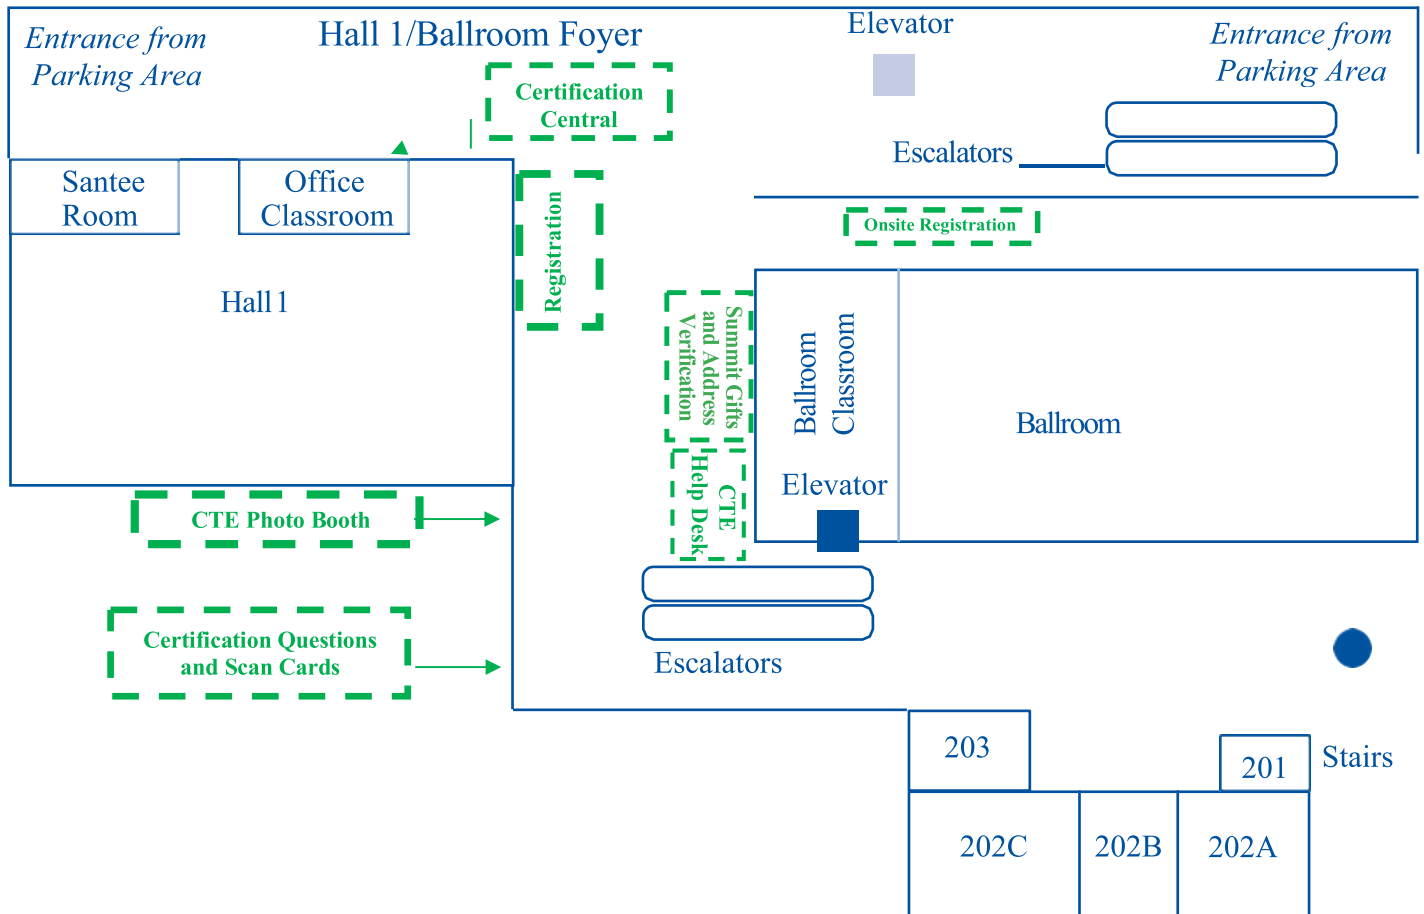 Entrance from
Parking Area
Hall 1/Ballroom Foyer
Elevator
Entrance from
Parking Area
Certification
Central
Escalators
Santee
Room
Office
Classroom
Registration
Onsite Registration
Hall 1
Summit Gifts
and Address
Verification
Ballroom
Classroom
Ballroom
CTE
Help Desk
Elevator
CTE Photo Booth
Certification Questions
and Scan Cards
Escalators
203
201
Stairs
202C
202B
202A